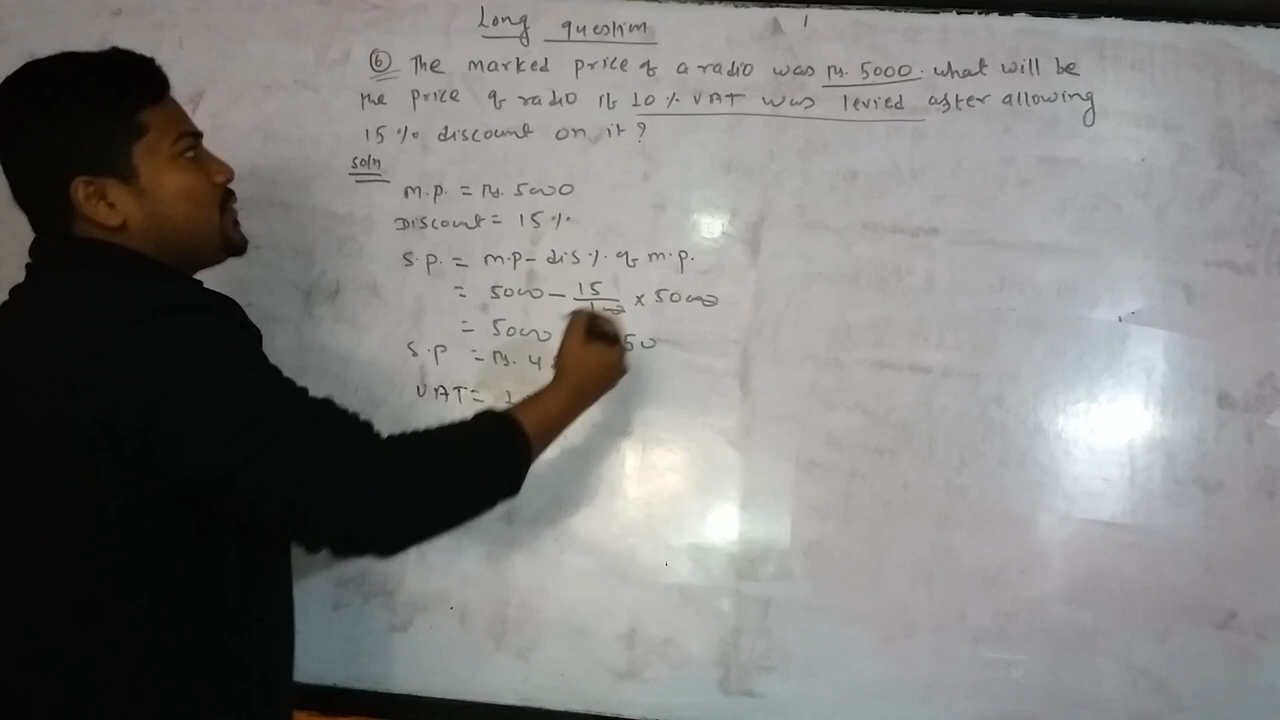 Long question
6 The marked price of a radio was Rs. 5000. what will be
the price of radio if 10% VAT was levied after allowing
15% discount on it?
soln
M.P. = Rs. 5000
Discount = 15%
S.P. = M.P - dis%. of M.P.
= 5000 - 15/100 × 5000
= 5000 50
S.P = Rs. 4
VAT =